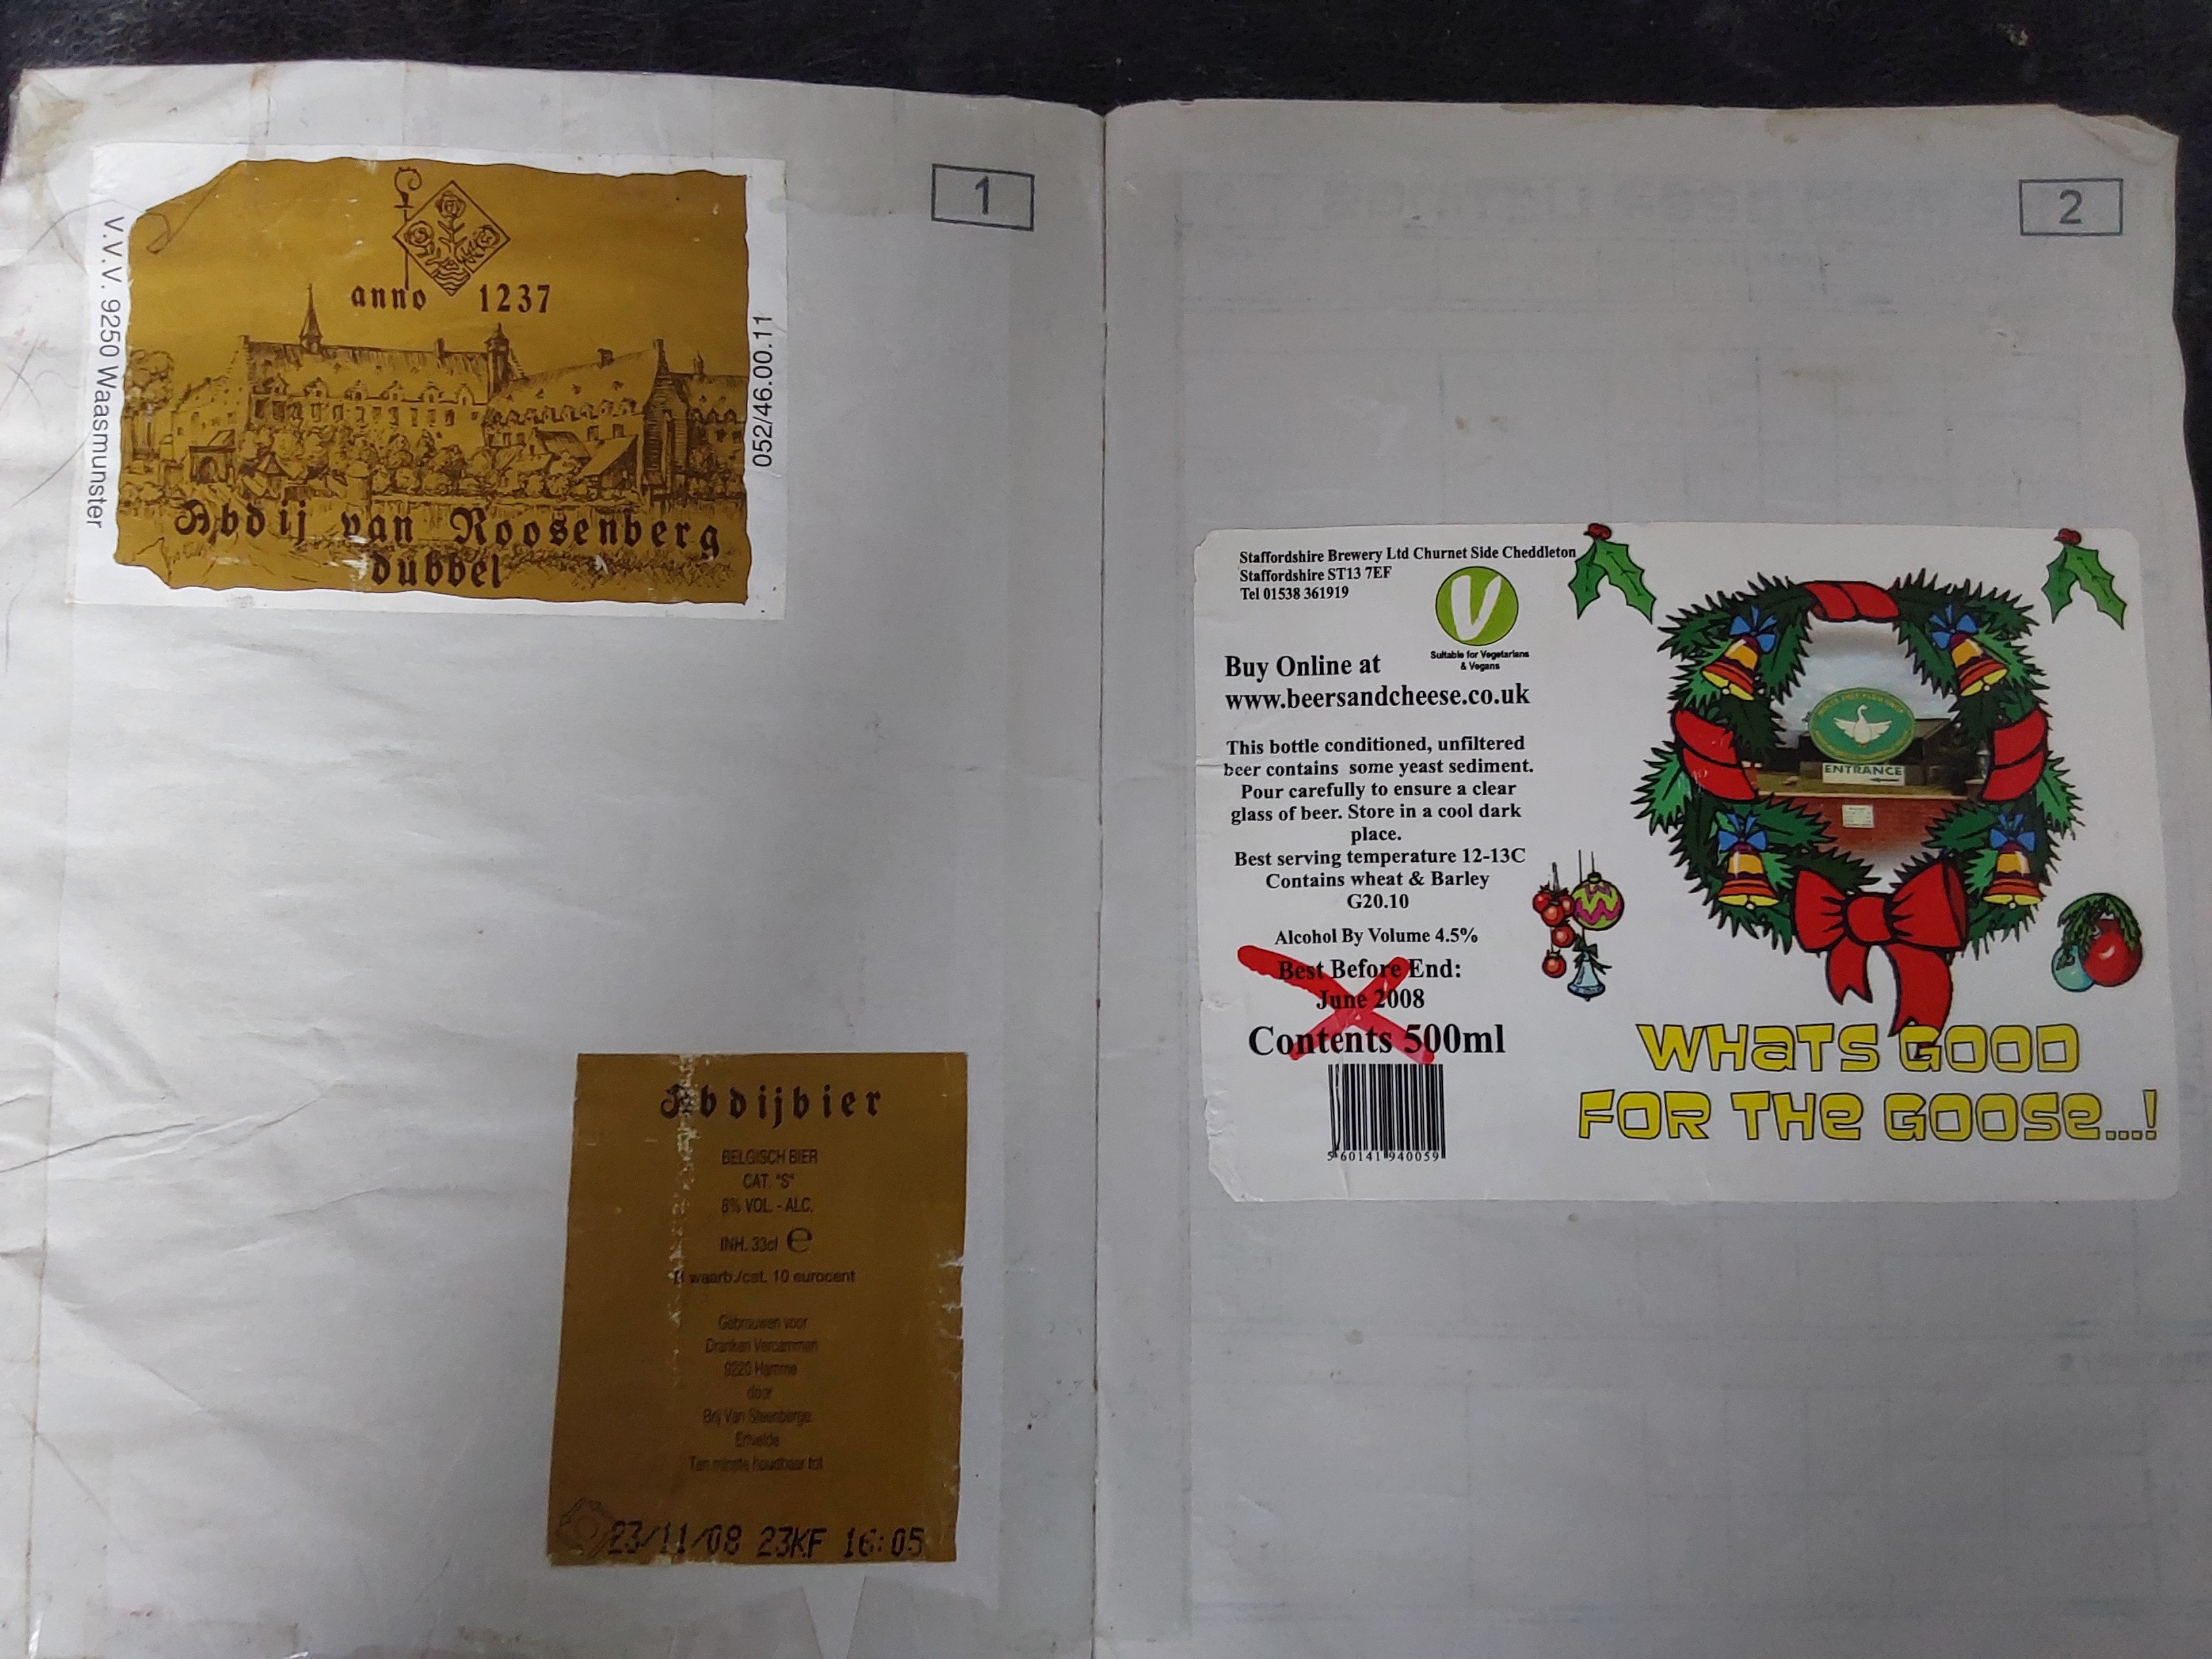 1
V.V.V. 9250 Waasmunster
anno 1237
052/46.00.11
Abdij van Roosenberg
dubbel
Abdijbier
BELGISCH BIER
CAT. "S"
8% VOL. - ALC.
INH. 33cl e
waarb./cat. 10 eurocent
Gebrouwen voor
Dranken Vercammen
9220 Hamme
door
Brij Van Steenberge
Ertvelde
Ten minste houdbaar tot
23/11/08 23KF 16:05
2
Staffordshire Brewery Ltd Churnet Side Cheddleton
Staffordshire ST13 7EF
Tel 01538 361919
V
Suitable for Vegetarians
& Vegans
Buy Online at
www.beersandcheese.co.uk
This bottle conditioned, unfiltered
beer contains some yeast sediment.
Pour carefully to ensure a clear
glass of beer. Store in a cool dark
place.
Best serving temperature 12-13C
Contains wheat & Barley
G20.10
Alcohol By Volume 4.5%
Best Before End:
June 2008
Contents 500ml
5 60141 940059
ENTRANCE
WHATS GOOD
FOR THE GOOSE...!